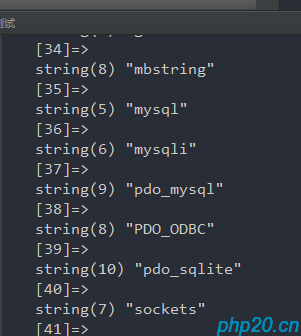 测试
[34]=>
string(8) "mbstring"
[35]=>
string(5) "mysql"
[36]=>
string(6) "mysqli"
[37]=>
string(9) "pdo_mysql"
[38]=>
string(8) "PDO_ODBC"
[39]=>
string(10) "pdo_sqlite"
[40]=>
string(7) "sockets"
[41]=>
php20.cn